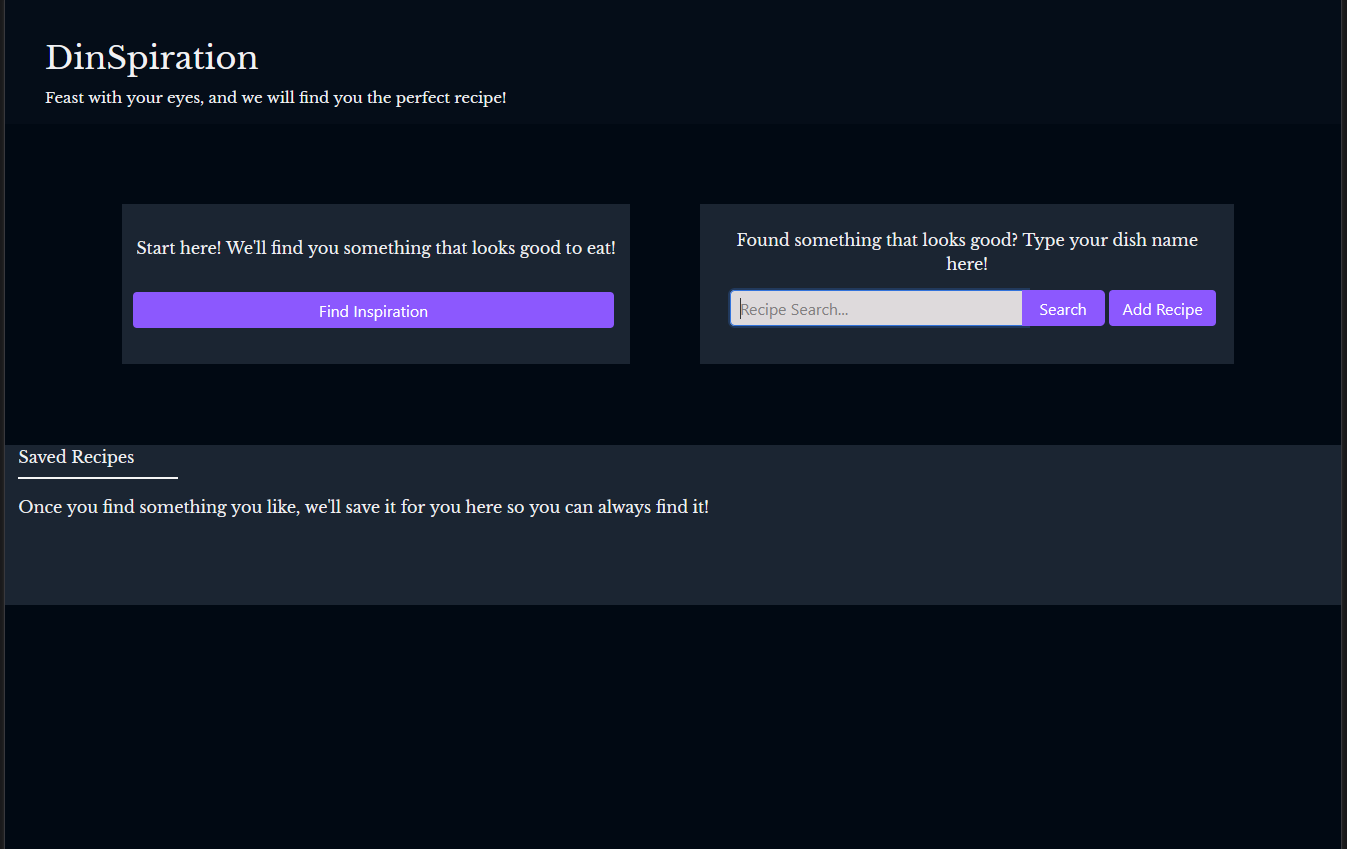 DinSpiration
Feast with your eyes, and we will find you the perfect recipe!
Start here! We'll find you something that looks good to eat!
Find Inspiration
Found something that looks good? Type your dish name
here!
Recipe Search...
Search
Add Recipe
Saved Recipes
Once you find something you like, we'll save it for you here so you can always find it!